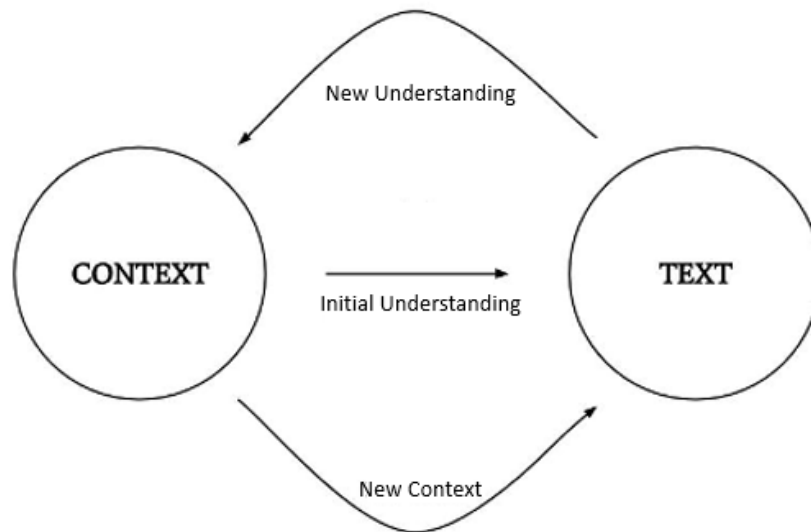 New Understanding
CONTEXT
TEXT
Initial Understanding
New Context